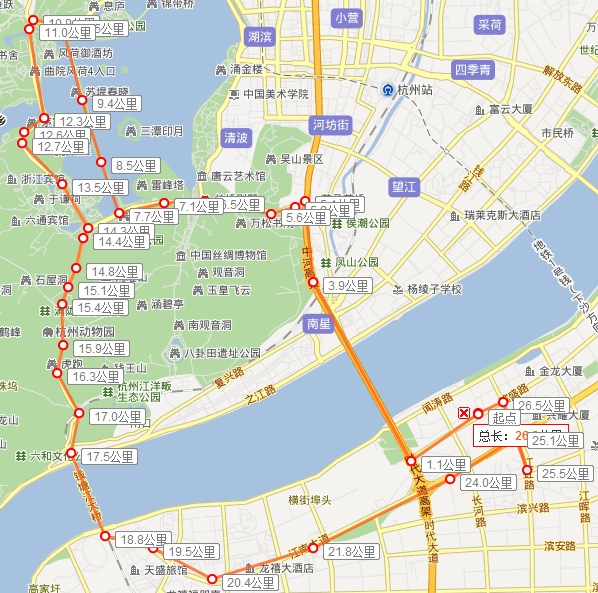 息庐
锦带桥
11.0公里
公园
风荷御酒坊
曲院风荷4入口
苏堤春晓
9.4公里
12.3公里
12.6公里
12.7公里
三潭印月
8.5公里
浙江宾馆
13.5公里
于谦祠
雷峰塔
六通宾馆
7.1公里
7.7公里
14.3公里
14.4公里
湖滨
小营
采荷
四季青
解放东路
涌金楼
中国美术学院
杭州站
富云大厦
河坊街
清波
市民桥
吴山景区
钱江路
唐云艺术馆
望江
瑞莱克斯大酒店
6.5公里
万松书院
5.6公里
侯潮公园
中国丝绸博物馆
凤山公园
观音洞
14.8公里
石屋洞
玉皇飞云
15.1公里
15.4公里
3.9公里
杨绫子学校
涵碧亭
南观音洞
南星
杭州动物园
15.9公里
八卦田遗址公园
虎跑
16.3公里
复兴路
之江路
杭州江洋畈
生态公园
17.0公里
17.5公里
金龙大厦
闻涛路
26.5公里
起点
兴耀大厦
总长：
25.1公里
25.5公里
1.1公里
24.0公里
时代大道高架
时代大道
横街埠头
长河路
滨兴路
江晖路
滨安路
江南大道
18.8公里
19.5公里
天盛旅馆
21.8公里
龙禧大酒店
20.4公里
高家圩
钱塘江大桥